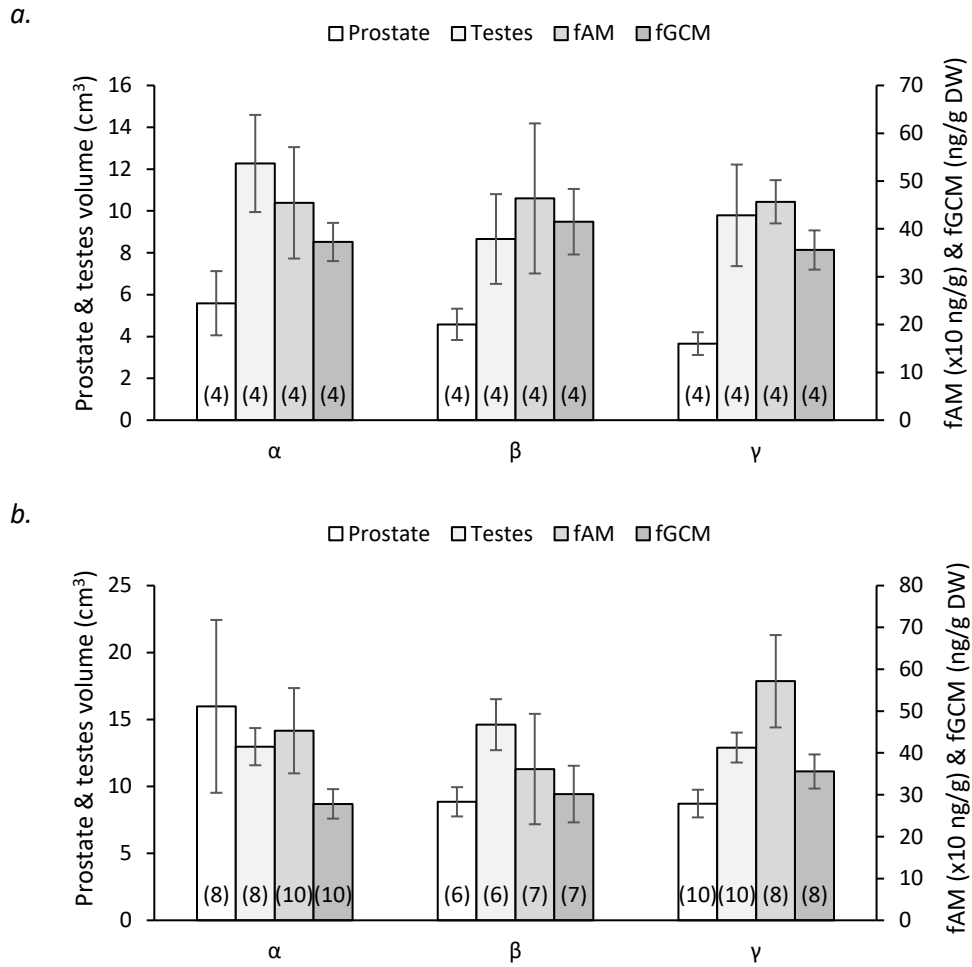 a.
Prostate Testes fAM fGCM
Prostate & testes volume (cm³)
16
14
12
10
8
6
4
2
0
(4) (4) (4) (4) (4) (4) (4) (4) (4) (4) (4) (4)
α β γ
70
60
50
40
30
20
10
0
fAM (x10 ng/g) & fGCM (ng/g DW)
b.
Prostate Testes fAM fGCM
Prostate & testes volume (cm³)
25
20
15
10
5
0
(8) (8) (10) (10) (6) (6) (7) (7) (10) (10) (8) (8)
α β γ
80
70
60
50
40
30
20
10
0
fAM (x10 ng/g) & fGCM (ng/g DW)